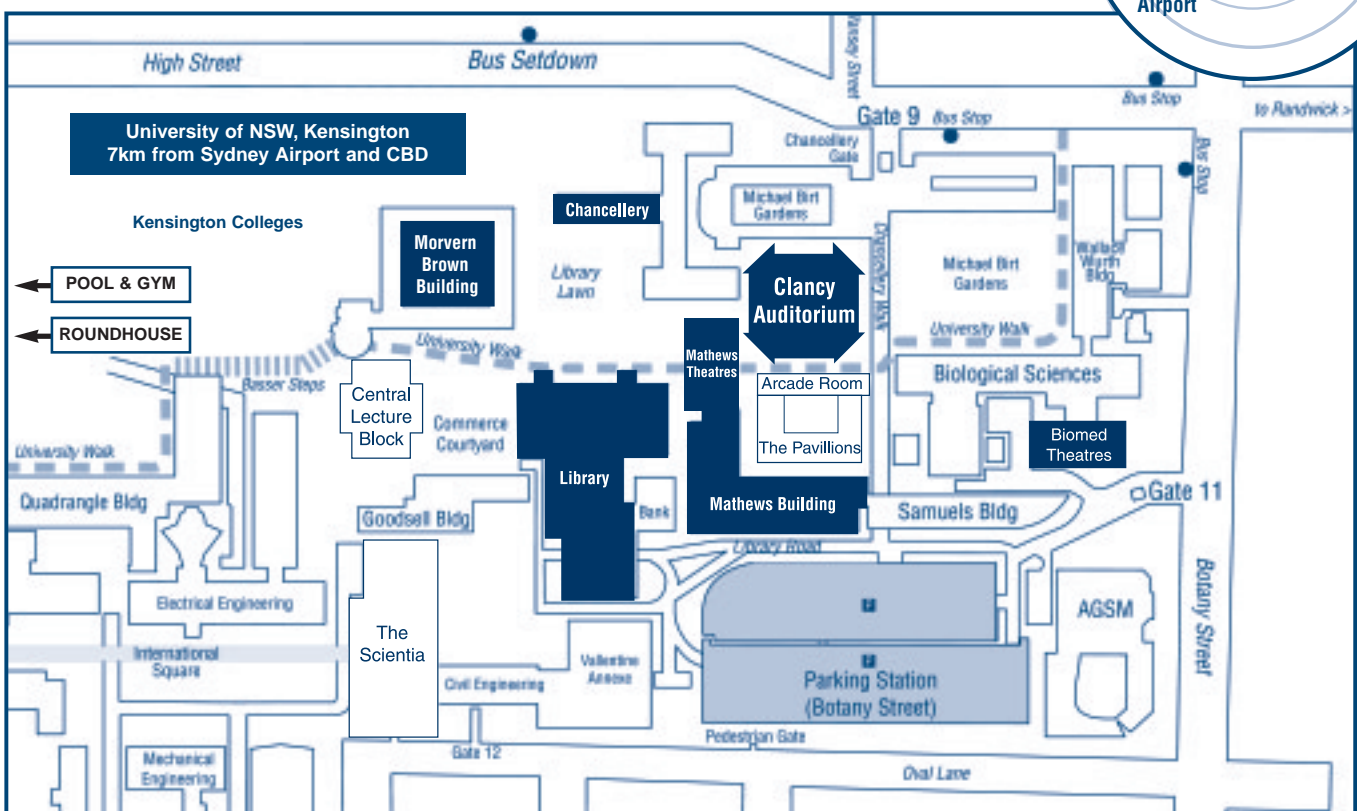 Airport
High Street
Bus Setdown
Bus Stop
to Randwick >
Gate 9
Bus Stop
University of NSW, Kensington
7km from Sydney Airport and CBD
Chancellery
Gate
Bus Stop
Kensington Colleges
Chancellery
Michael Birt
Gardens
Morvern
Brown
Building
Library
Lawn
Clancy
Auditorium
Chancellery Walk
Michael Birt
Gardens
Wallace
Wurth
Bldg
POOL & GYM
ROUNDHOUSE
University Walk
University Walk
Mathews
Theatres
Basser Steps
Central
Lecture
Block
Commerce
Courtyard
Arcade Room
The Pavillions
Biological Sciences
Biomed
Theatres
University Walk
Library
Quadrangle Bldg
Goodsell Bldg
Bank
Mathews Building
Samuels Bldg
Gate 11
Library Road
Botany Street
Electrical Engineering
The
Scientia
International
Square
Civil Engineering
Vallentine
Annexe
P
P
Parking Station
(Botany Street)
AGSM
Pedestrian Gate
Gate 12
Oval Lane
Mechanical
Engineering